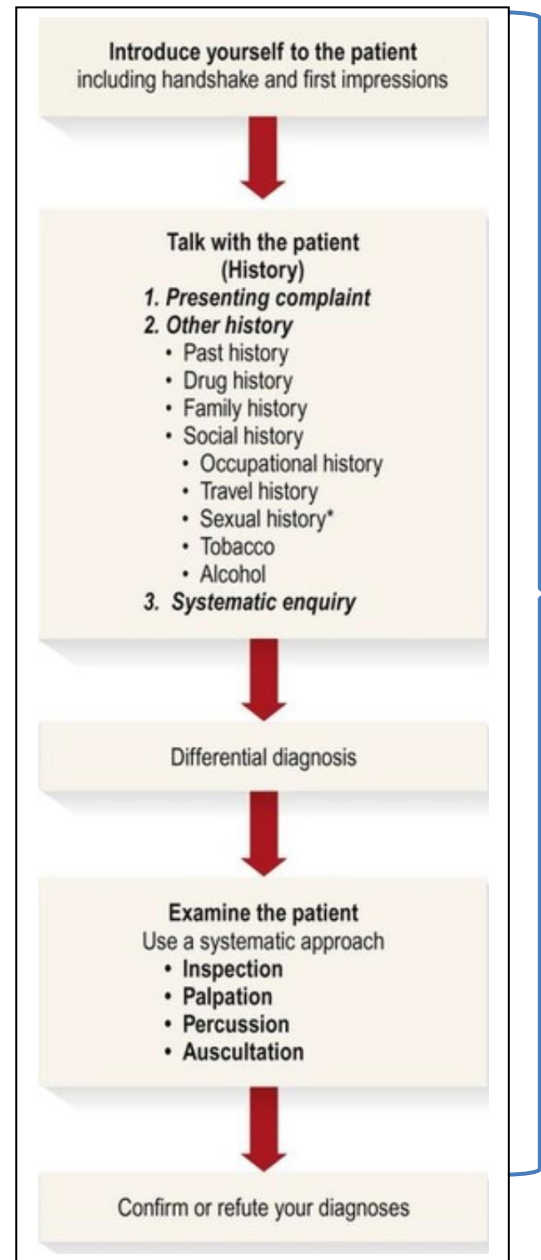 Introduce yourself to the patient
including handshake and first impressions
Talk with the patient
(History)
1. Presenting complaint
2. Other history
• Past history
• Drug history
• Family history
• Social history
• Occupational history
• Travel history
• Sexual history*
• Tobacco
• Alcohol
3. Systematic enquiry
Differential diagnosis
Examine the patient
Use a systematic approach
• Inspection
• Palpation
• Percussion
• Auscultation
Confirm or refute your diagnoses